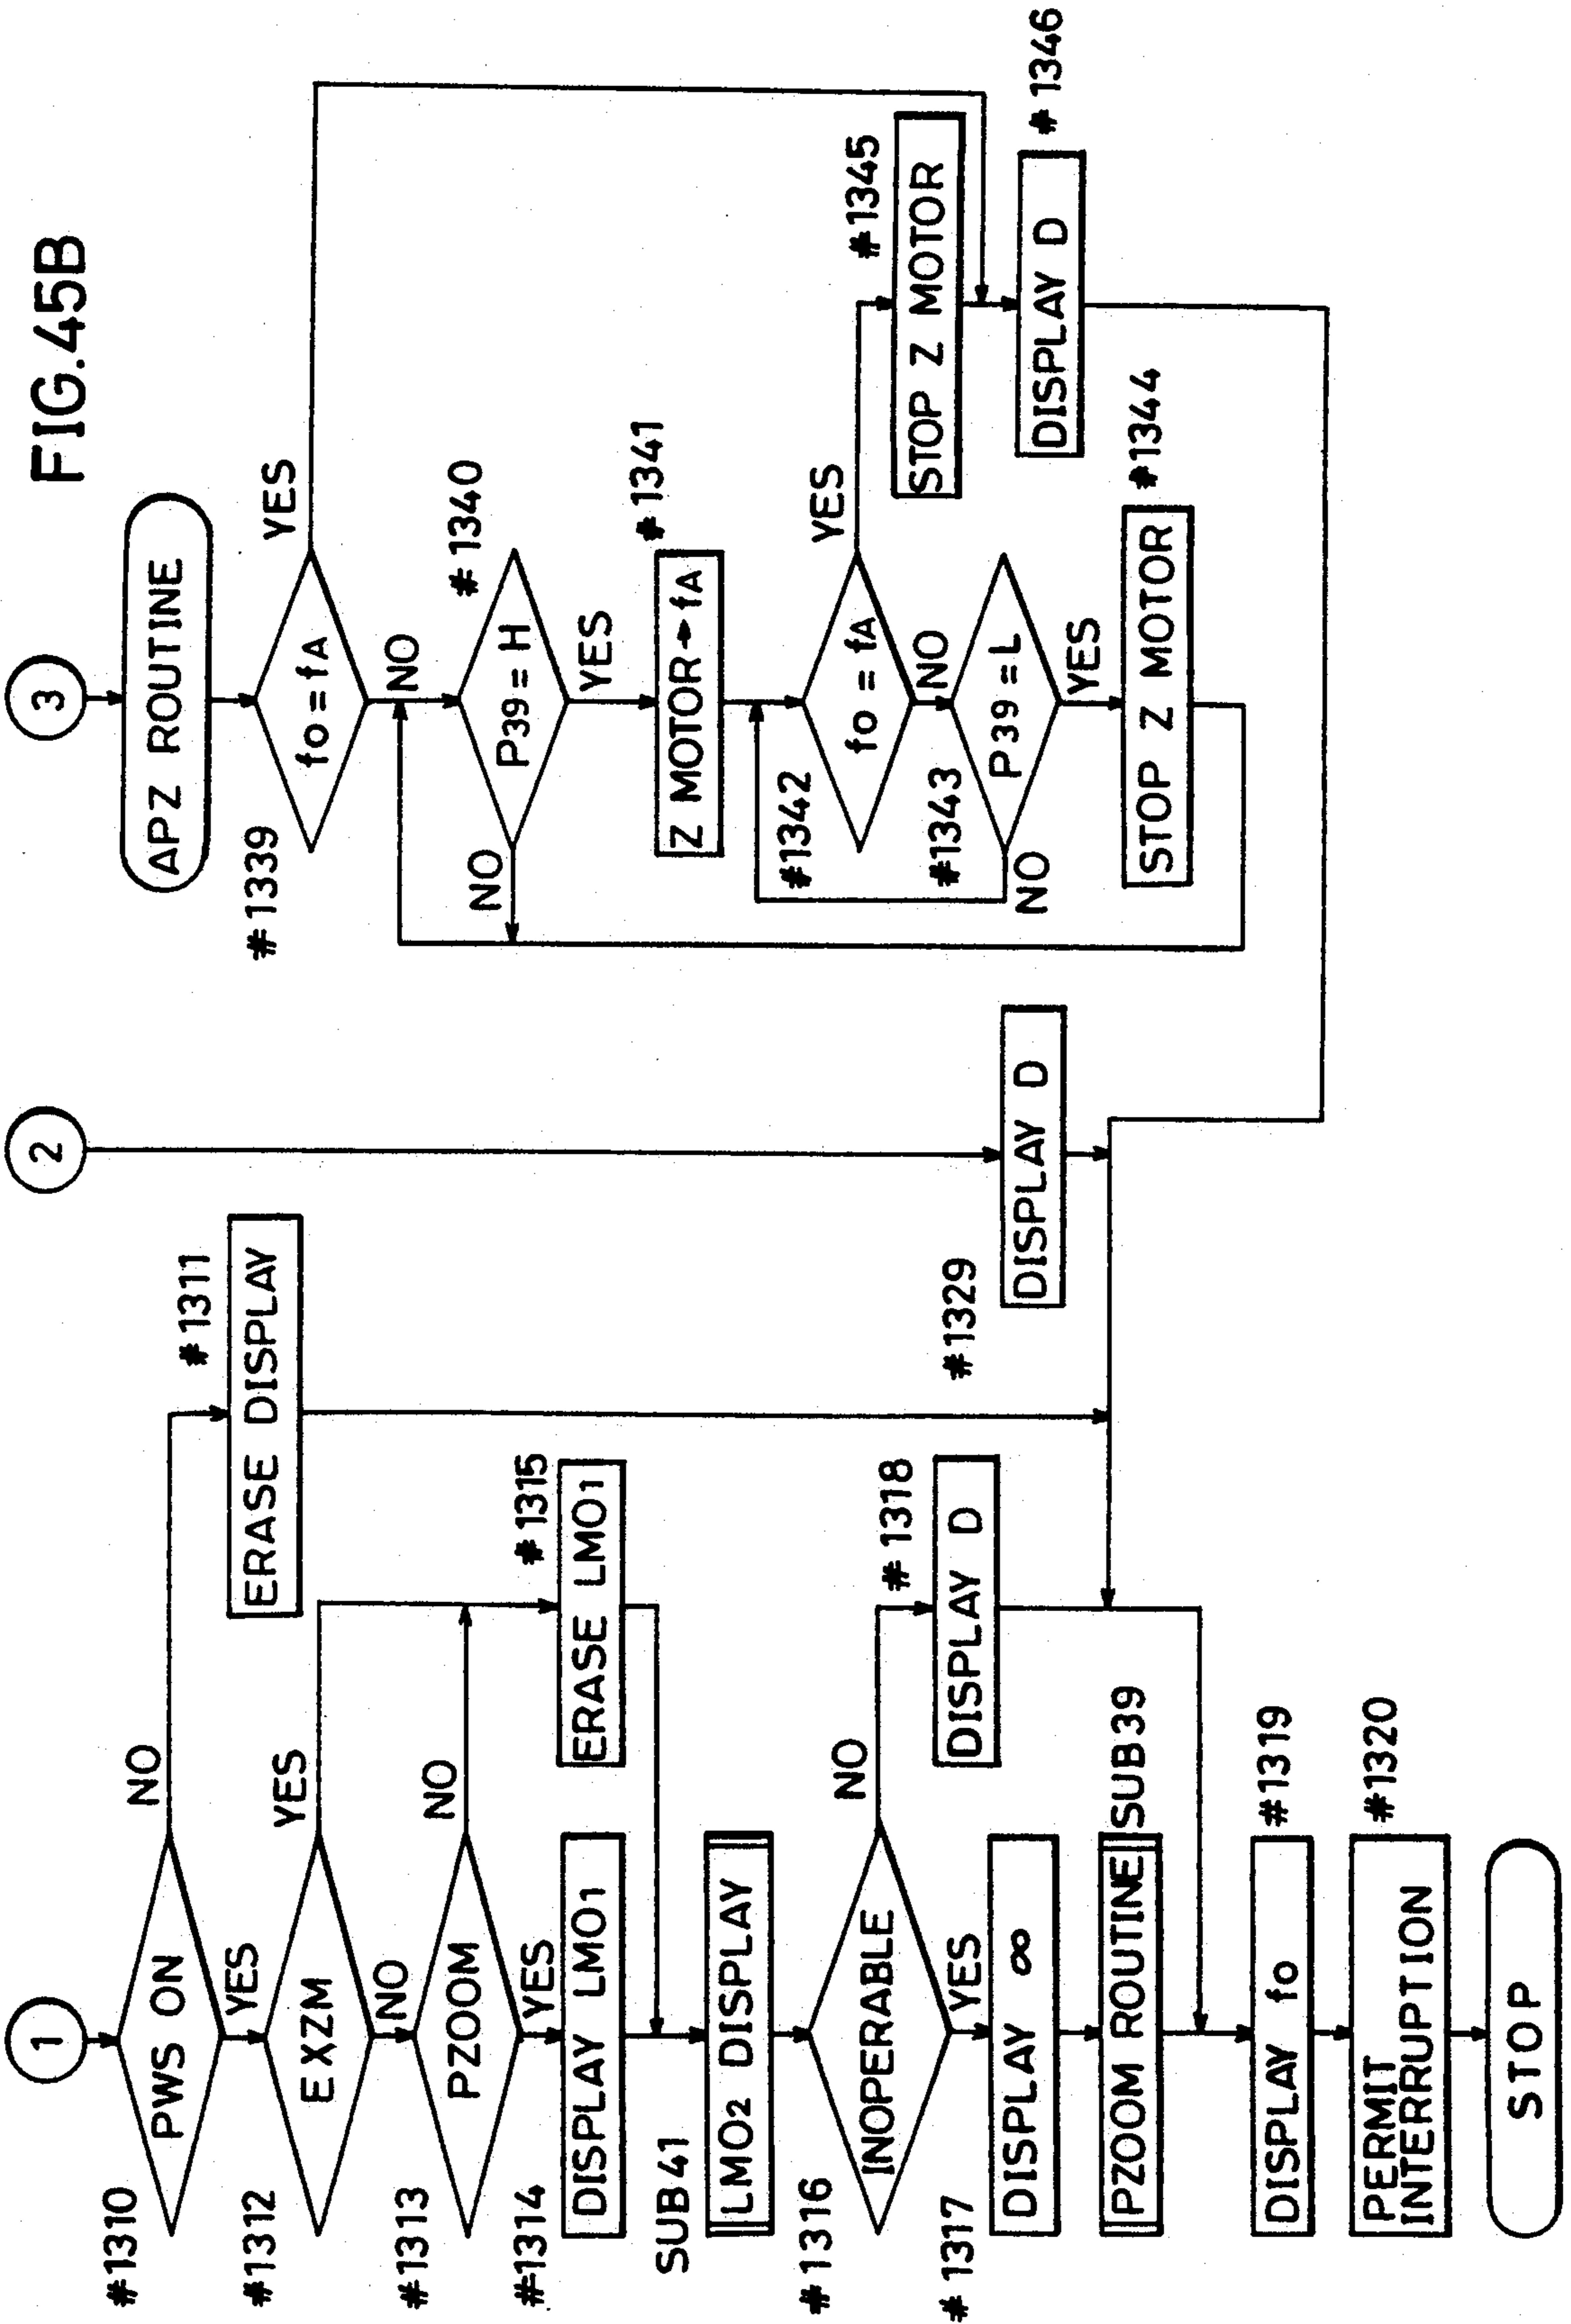 FIG.45B
1
#1310
PWS ON
NO
YES
#1311
ERASE DISPLAY
#1312
EXZM
YES
NO
#1313
PZOOM
NO
YES
#1314
DISPLAY LMO1
#1315
ERASE LMO1
SUB41
LMO2 DISPLAY
#1316
INOPERABLE
NO
YES
#1317
DISPLAY ∞
#1318
DISPLAY D
PZOOM ROUTINE
SUB39
DISPLAY fo
#1319
PERMIT
INTERRUPTION
#1320
STOP
2
#1329
DISPLAY D
3
APZ ROUTINE
#1339
fo = fA
YES
NO
#1340
P39 = H
NO
YES
#1341
Z MOTOR→fA
#1342
fo = fA
YES
NO
#1343
P39 = L
NO
YES
#1344
STOP Z MOTOR
#1345
STOP Z MOTOR
#1346
DISPLAY D